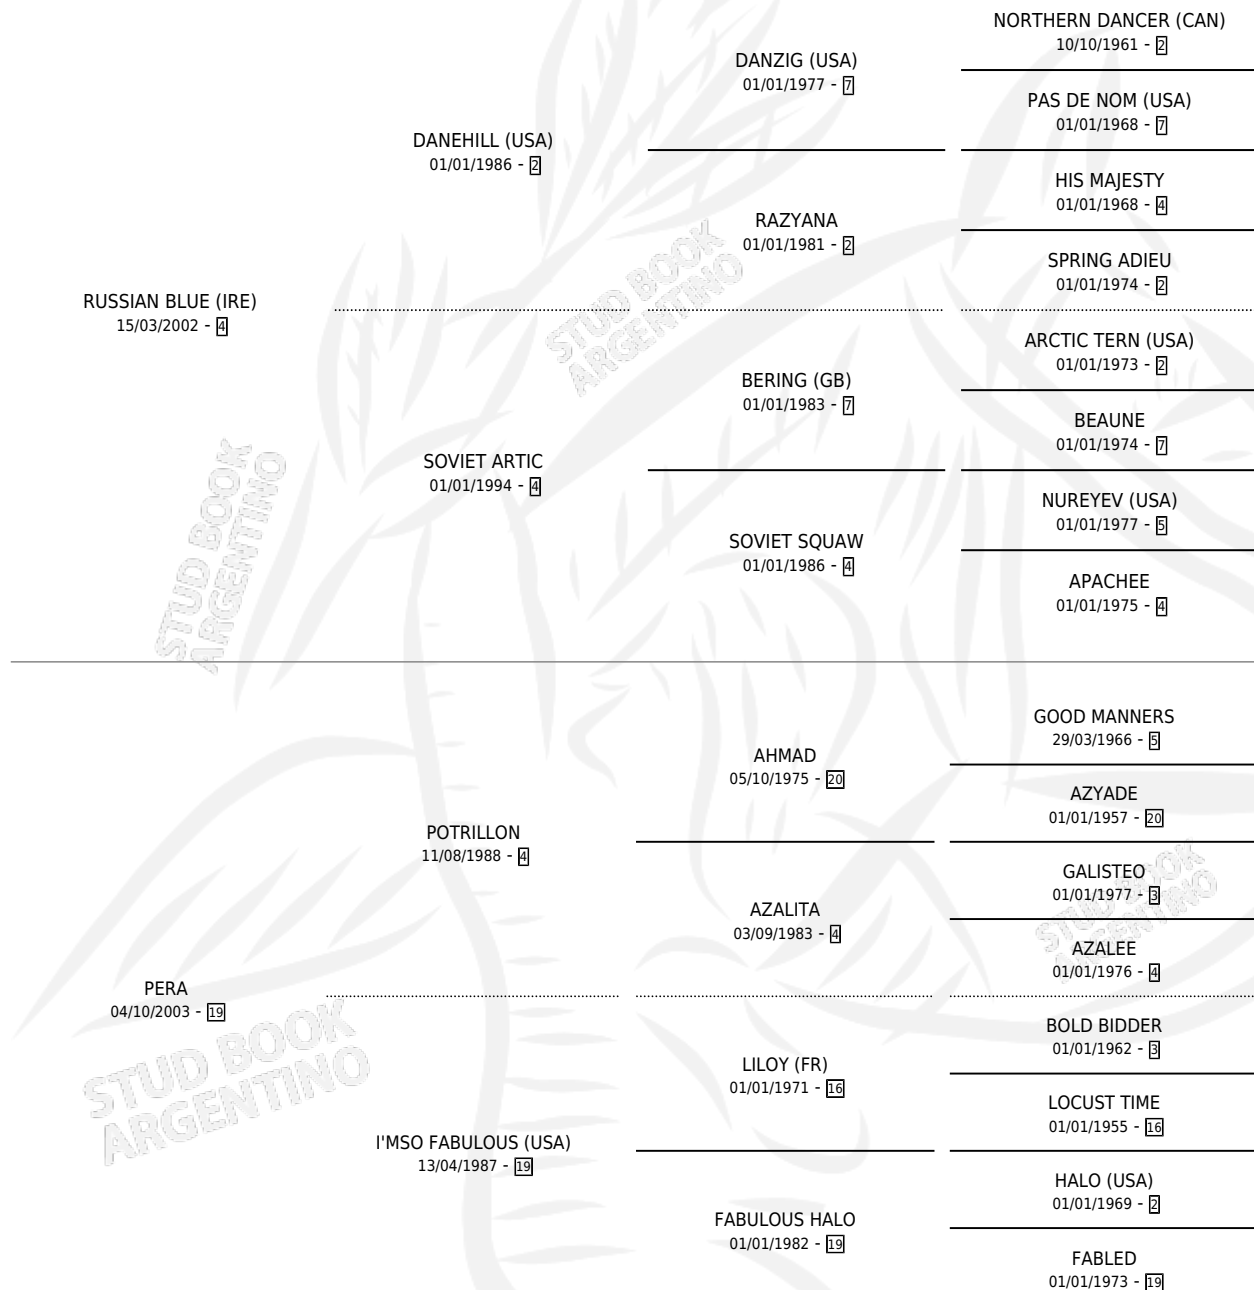 NORTHERN DANCER (CAN)
10/10/1961 - 2
DANZIG (USA)
01/01/1977 - 7
PAS DE NOM (USA)
01/01/1968 - 7
DANEHILL (USA)
01/01/1986 - 2
HIS MAJESTY
01/01/1968 - 4
RAZYANA
01/01/1981 - 2
SPRING ADIEU
01/01/1974 - 2
RUSSIAN BLUE (IRE)
15/03/2002 - 4
ARCTIC TERN (USA)
01/01/1973 - 2
BERING (GB)
01/01/1983 - 7
BEAUNE
01/01/1974 - 7
SOVIET ARTIC
01/01/1994 - 4
NUREYEV (USA)
01/01/1977 - 5
SOVIET SQUAW
01/01/1986 - 4
APACHEE
01/01/1975 - 4
GOOD MANNERS
29/03/1966 - 5
AHMAD
05/10/1975 - 20
AZYADE
01/01/1957 - 20
POTRILLON
11/08/1988 - 4
GALISTEO
01/01/1977 - 3
AZALITA
03/09/1983 - 4
AZALEE
01/01/1976 - 4
PERA
04/10/2003 - 19
BOLD BIDDER
01/01/1962 - 3
LILOY (FR)
01/01/1971 - 16
LOCUST TIME
01/01/1955 - 16
I'MSO FABULOUS (USA)
13/04/1987 - 19
HALO (USA)
01/01/1969 - 2
FABULOUS HALO
01/01/1982 - 19
FABLED
01/01/1973 - 19
STUD BOOK
ARGENTINO
STUD BOOK
ARGENTINO
STUD BOOK
ARGENTINO
STUD BOOK
ARGENTINO